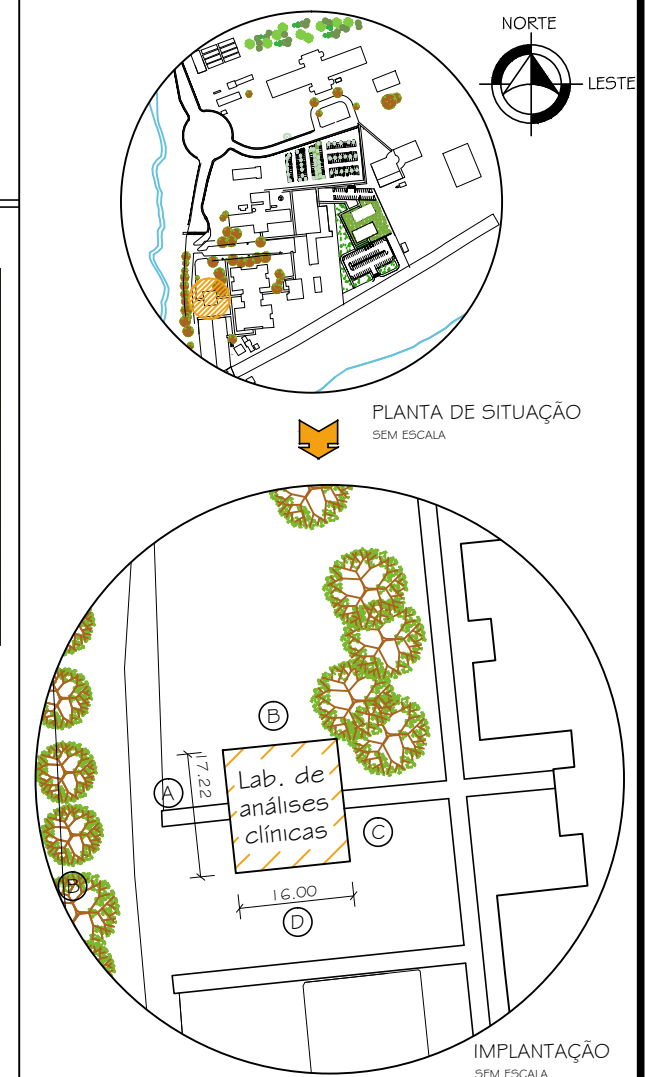 NORTE
LESTE
PLANTA DE SITUAÇÃO
SEM ESCALA
B
A
17.22
Lab. de
análises
clínicas
C
B
16.00
D
IMPLANTAÇÃO
SEM ESCALA